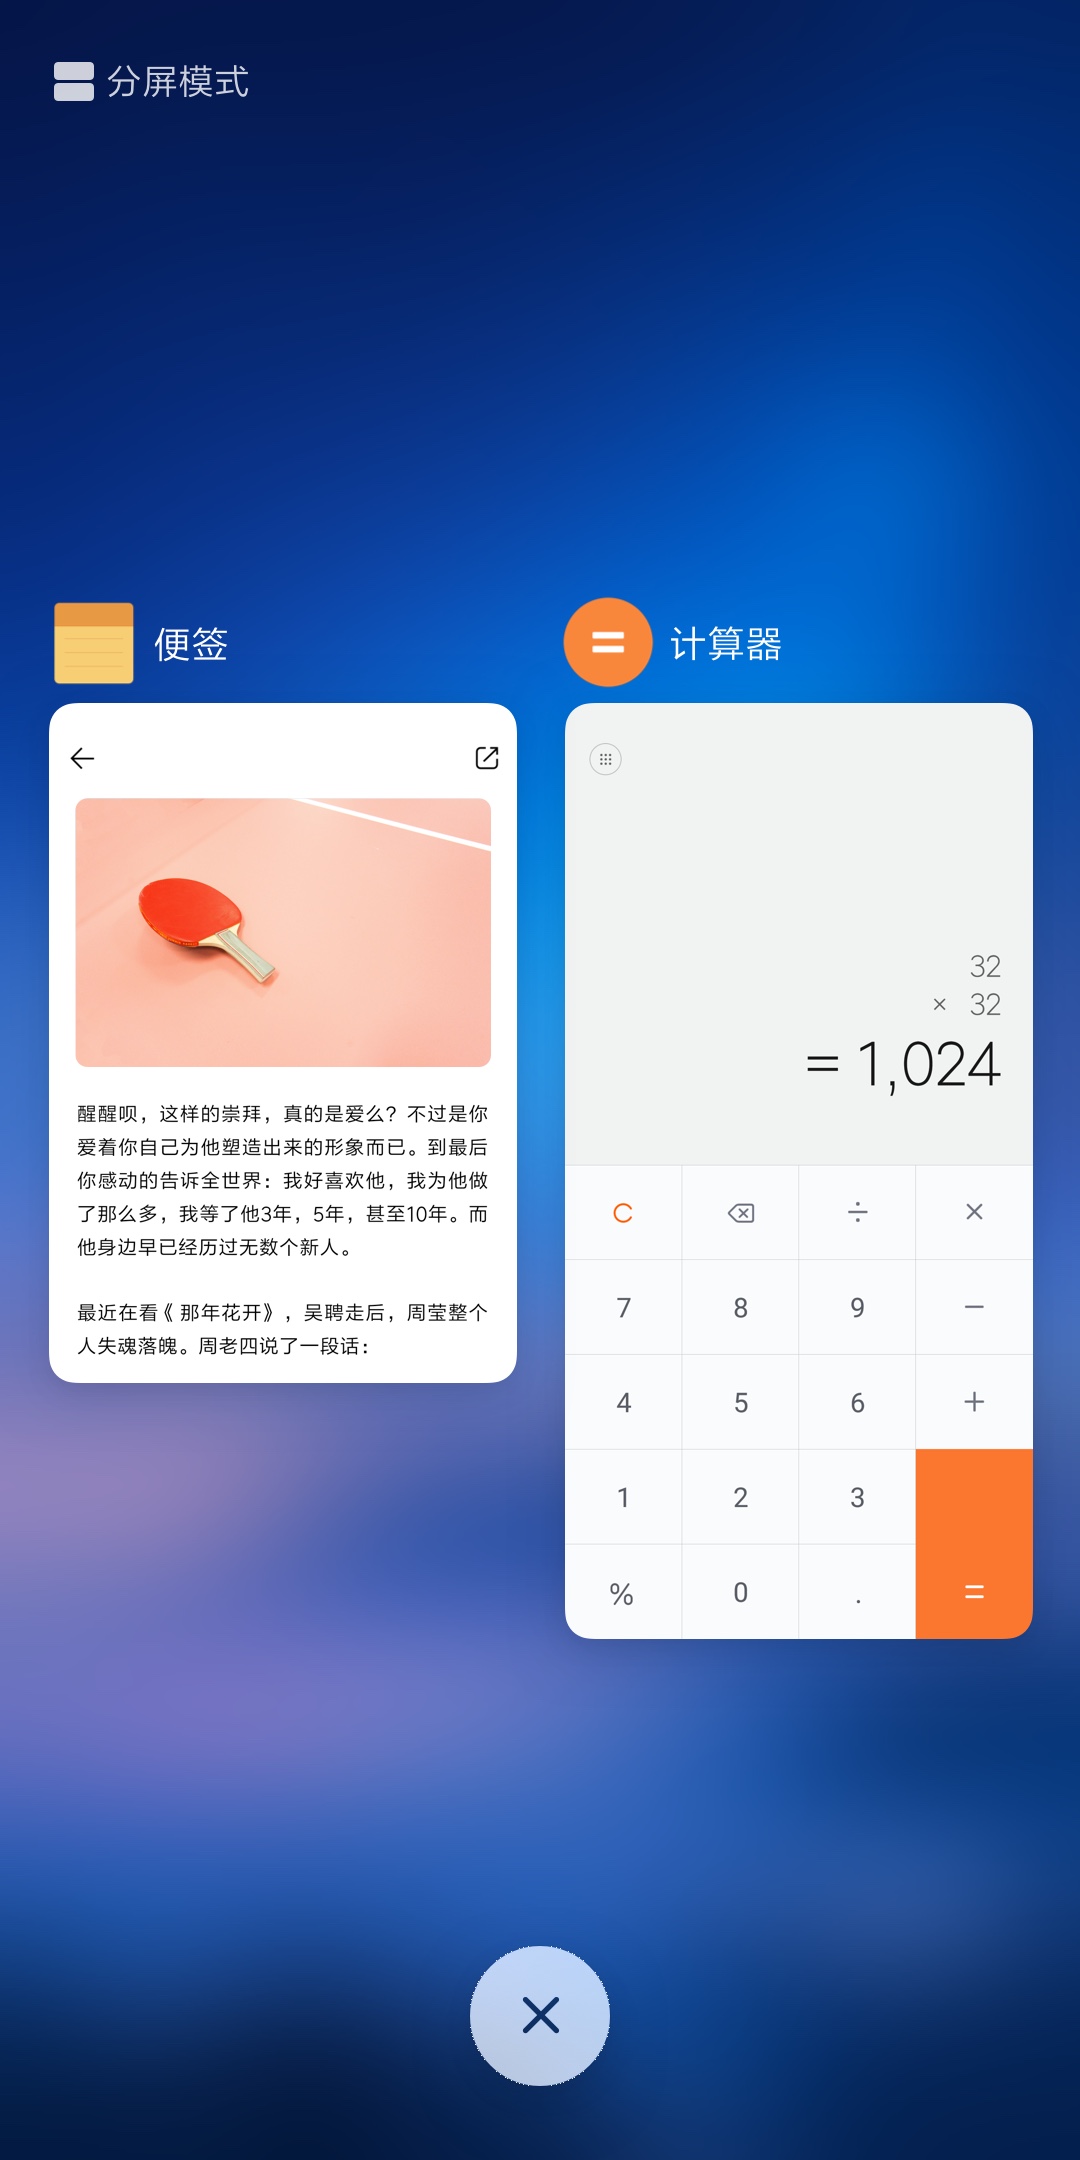 分屏模式
便签
醒醒呗，这样的崇拜，真的是爱么？不过是你
爱着你自己为他塑造出来的形象而已。到最后
你感动的告诉全世界：我好喜欢他，我为他做
了那么多，我等了他3年，5年，甚至10年。而
他身边早已经历过无数个新人。
最近在看《 那年花开》，吴聘走后，周莹整个
人失魂落魄。周老四说了一段话：
计算器
32
× 32
= 1,024
C ÷ ×
7 8 9 −
4 5 6 +
1 2 3
% 0 . =